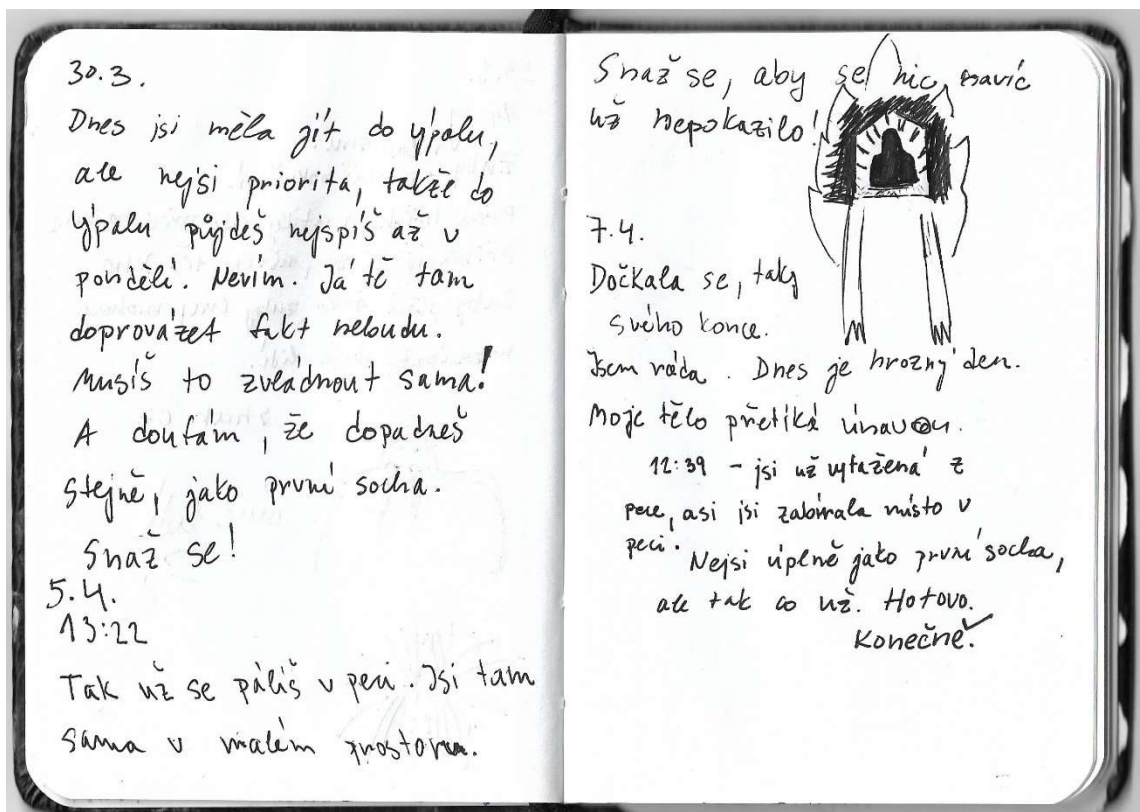 30.3.
Dnes jsi měla jít do výpalu,
ale nejsi priorita, takže do
výpalu půjdeš nejspíš až v
pondělí. Nevím. Já tě tam
doprovázet fakt nebudu.
Musíš to zvládnout sama!
A doufám, že dopadneš
stejně, jako první socha.
Snaž se!
5.4.
13:22
Tak už se pálíš v peci. Jsi tam
sama v malém prostoru.
Snaž se, aby se nic navíc
už nepokazilo!
7.4.
Dočkala se, taky
svého konce.
Jsem ráda. Dnes je hrozný den.
Moje tělo přetíká únavou.
12:39 - jsi už vytažená z
pece, asi jsi zabírala místo v
peci. Nejsi úplně jako první socha,
ale tak co už. Hotovo.
Konečně.